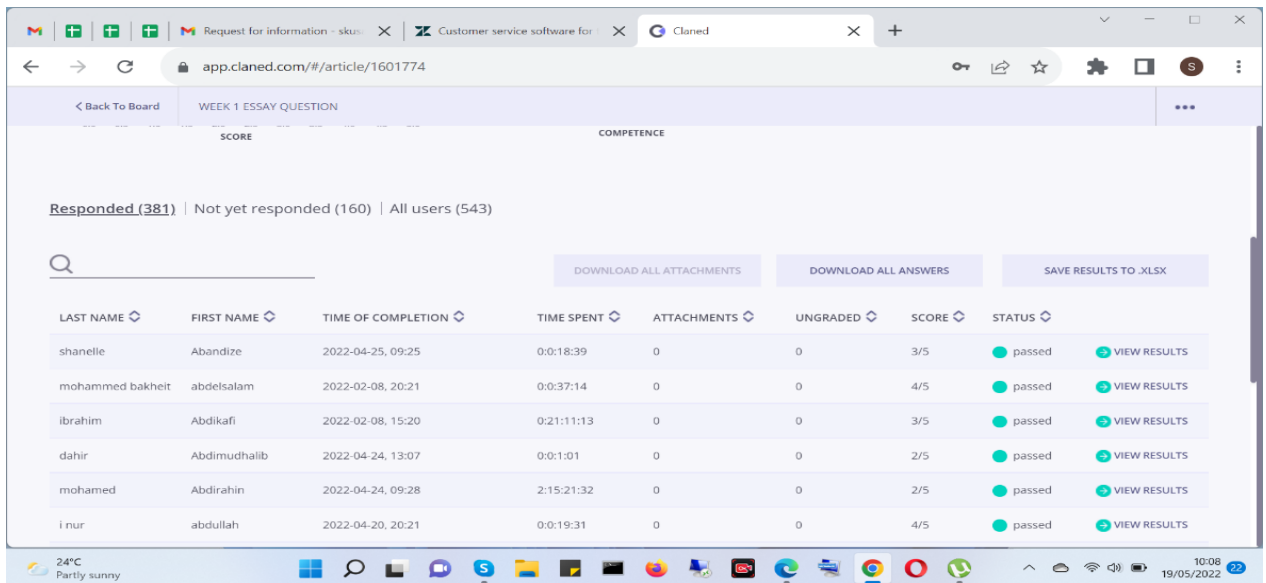 Request for information - skus
Customer service software for
Claned
app.claned.com/#/article/1601774
S
Back To Board
WEEK 1 ESSAY QUESTION
SCORE
COMPETENCE
Responded (381) | Not yet responded (160) | All users (543)
DOWNLOAD ALL ATTACHMENTS DOWNLOAD ALL ANSWERS SAVE RESULTS TO .XLSX
LAST NAME FIRST NAME TIME OF COMPLETION TIME SPENT ATTACHMENTS UNGRADED SCORE STATUS
shanelle Abandize 2022-04-25, 09:25 0:0:18:39 0 0 3/5 passed VIEW RESULTS
mohammed bakheit abdelsalam 2022-02-08, 20:21 0:0:37:14 0 0 4/5 passed VIEW RESULTS
ibrahim Abdikafi 2022-02-08, 15:20 0:21:11:13 0 0 3/5 passed VIEW RESULTS
dahir Abdimudhalib 2022-04-24, 13:07 0:0:1:01 0 0 2/5 passed VIEW RESULTS
mohamed Abdirahin 2022-04-24, 09:28 2:15:21:32 0 0 2/5 passed VIEW RESULTS
i nur abdullah 2022-04-20, 20:21 0:0:19:31 0 0 4/5 passed VIEW RESULTS
24°C
Partly sunny
10:08
19/05/2022
22